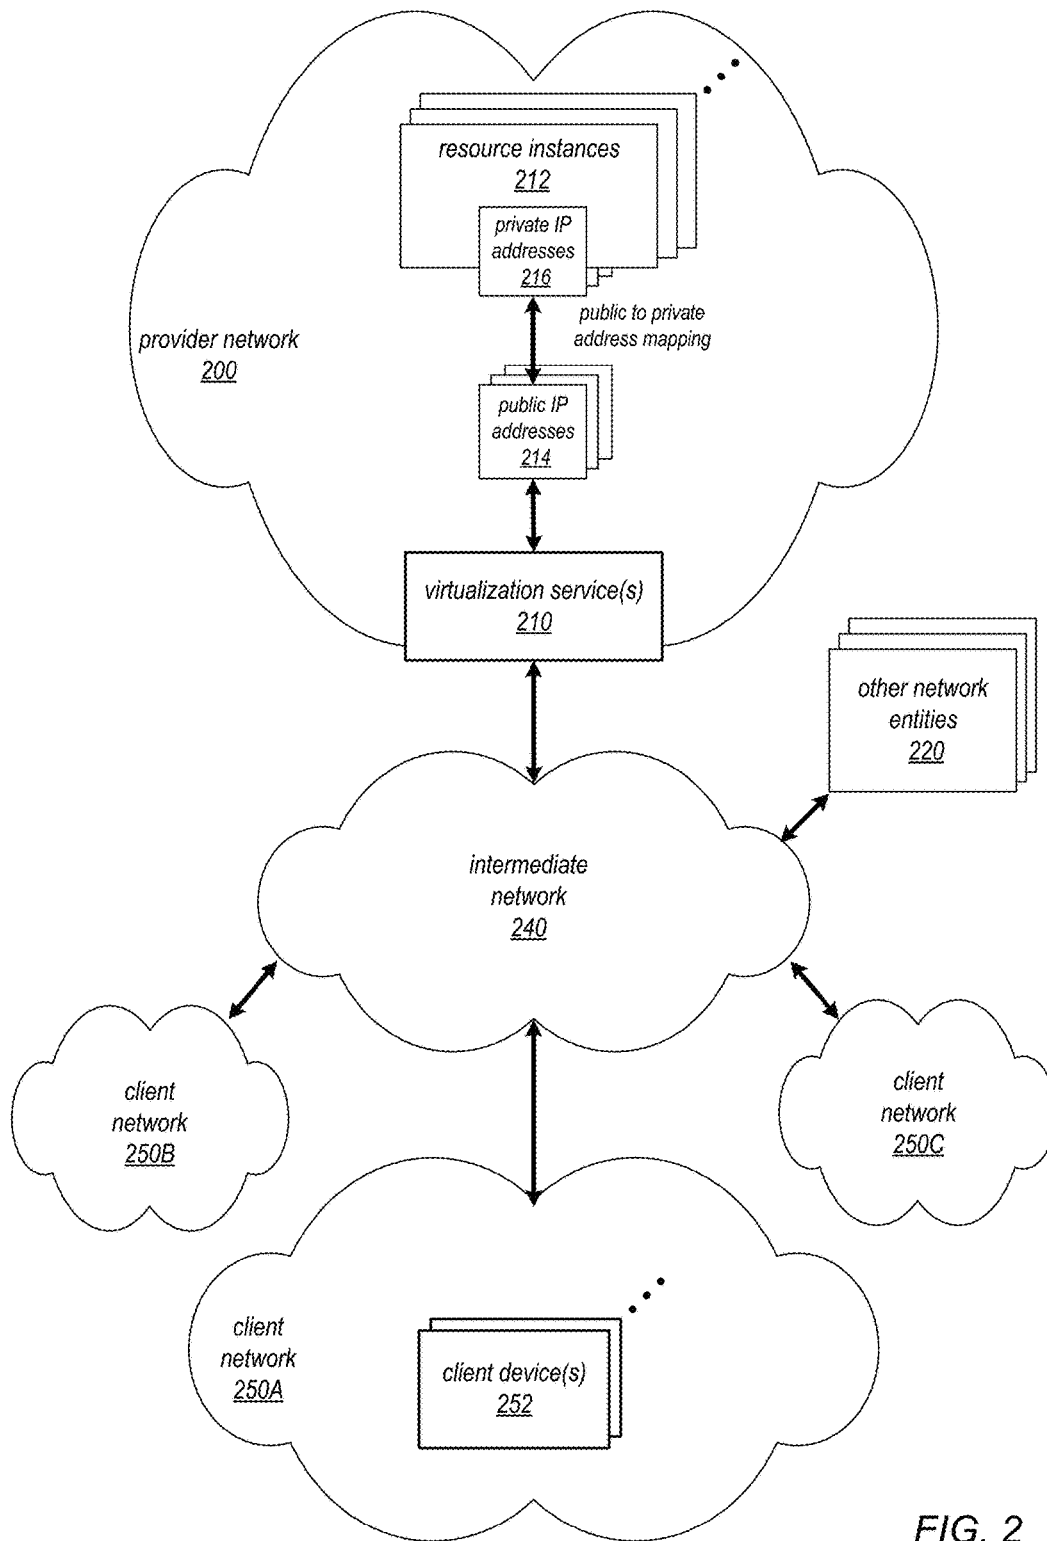 resource instances
212
private IP
addresses
216
public to private
address mapping
provider network
200
public IP
addresses
214
virtualization service(s)
210
other network
entities
220
intermediate
network
240
client
network
250B
client
network
250C
client
network
250A
client device(s)
252
FIG. 2